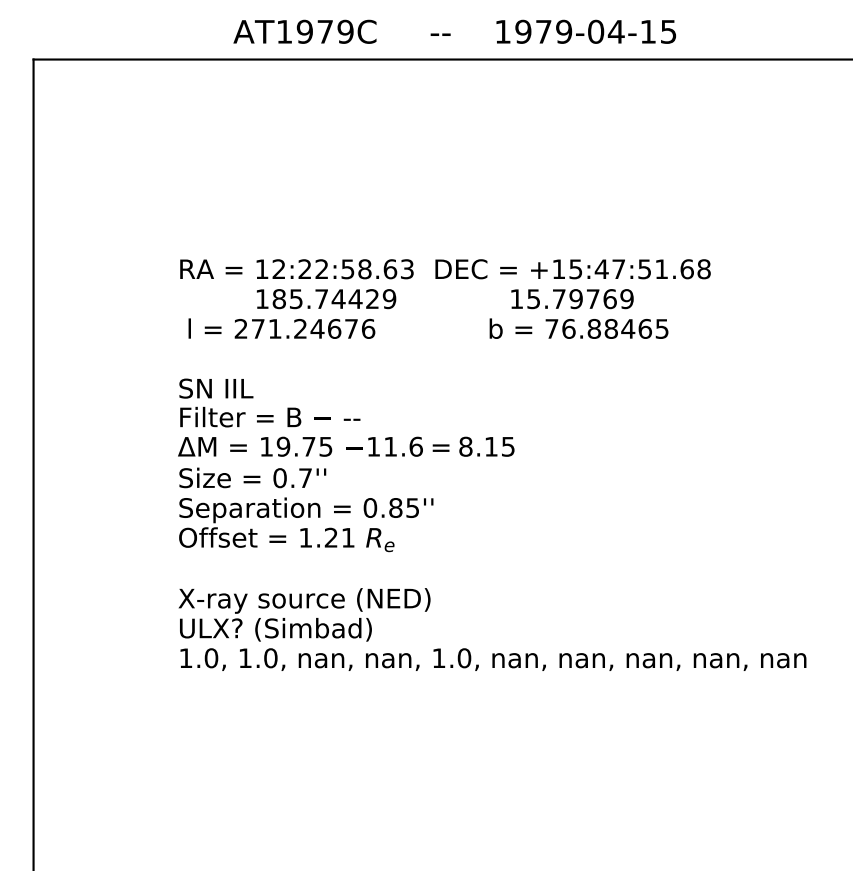 AT1979C -- 1979-04-15
RA = 12:22:58.63 DEC = +15:47:51.68
185.74429 15.79769
l = 271.24676 b = 76.88465
SN IIL
Filter = B − --
ΔM = 19.75 −11.6 = 8.15
Size = 0.7''
Separation = 0.85''
Offset = 1.21 Rₑ
X-ray source (NED)
ULX? (Simbad)
1.0, 1.0, nan, nan, 1.0, nan, nan, nan, nan, nan